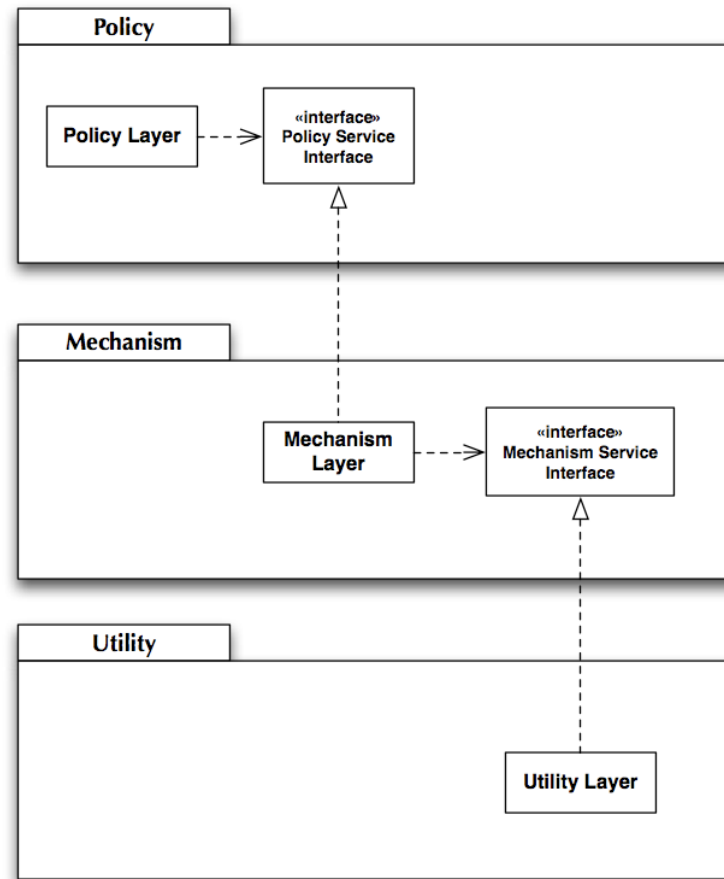 Policy
Policy Layer
«interface»
Policy Service
Interface
Mechanism
Mechanism
Layer
«interface»
Mechanism Service
Interface
Utility
Utility Layer